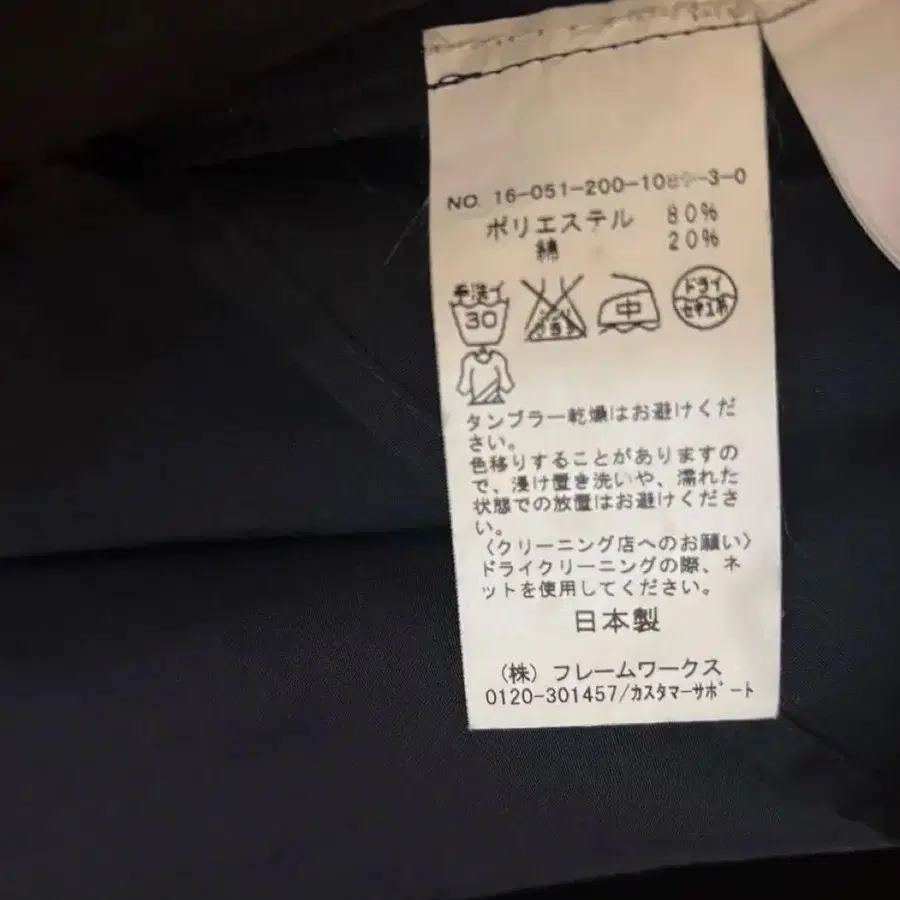 NO. 16-051-200-108
-3-0
ポリエステル 80%
綿 20%
手洗イ
30
中
ドライ
セキユ系
タンブラー乾燥はお避けくだ
さい。
色移りすることがありますの
で、浸け置き洗いや、濡れた
状態での放置はお避けくださ
い。
〈クリーニング店へのお願い〉
ドライクリーニングの際、ネ
ットを使用してください。
日本製
(株) フレームワークス
0120-301457/カスタマーサポート